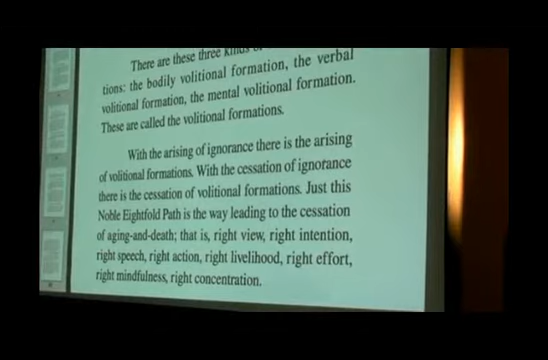 There are these three kinds of
tions: the bodily volitional formation, the verbal
volitional formation, the mental volitional formation.
These are called the volitional formations.
With the arising of ignorance there is the arising
of volitional formations. With the cessation of ignorance
there is the cessation of volitional formations. Just this
Noble Eightfold Path is the way leading to the cessation
of aging-and-death; that is, right view, right intention,
right speech, right action, right livelihood, right effort,
right mindfulness, right concentration.